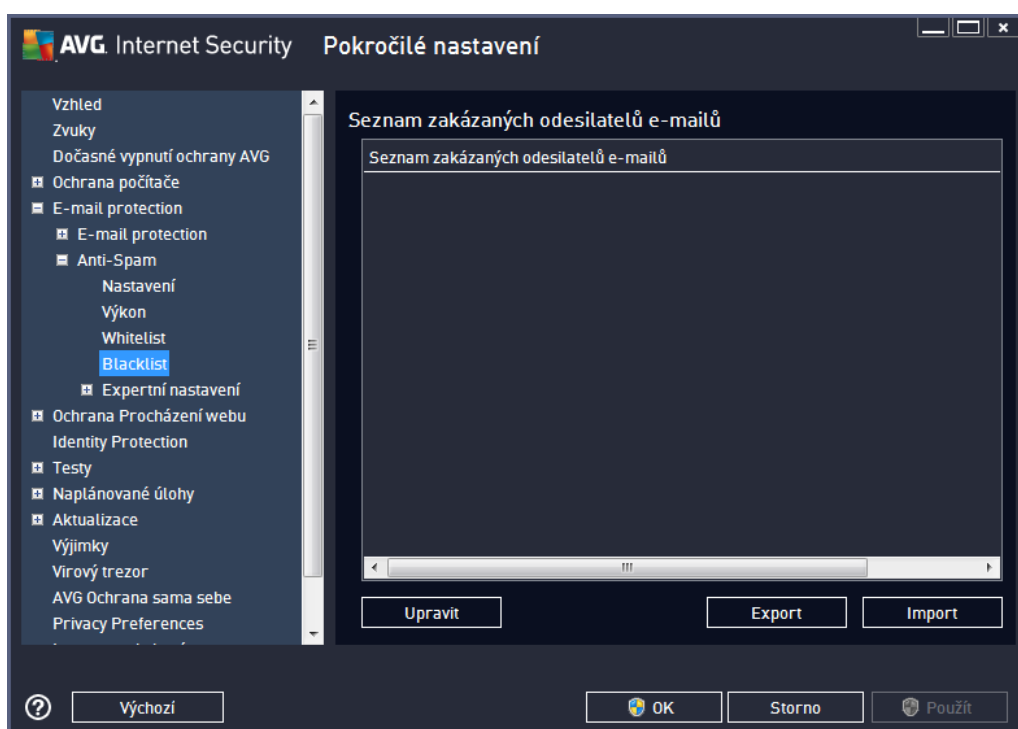 AVG. Internet Security Pokročilé nastavení
Vzhled
Zvuky
Dočasné vypnutí ochrany AVG
Ochrana počítače
E-mail protection
E-mail protection
Anti-Spam
Nastavení
Výkon
Whitelist
Blacklist
Expertní nastavení
Ochrana Procházení webu
Identity Protection
Testy
Naplánované úlohy
Aktualizace
Výjimky
Virový trezor
AVG Ochrana sama sebe
Privacy Preferences
Seznam zakázaných odesilatelů e-mailů
Seznam zakázaných odesilatelů e-mailů
Upravit
Export
Import
Výchozí
OK
Storno
Použít